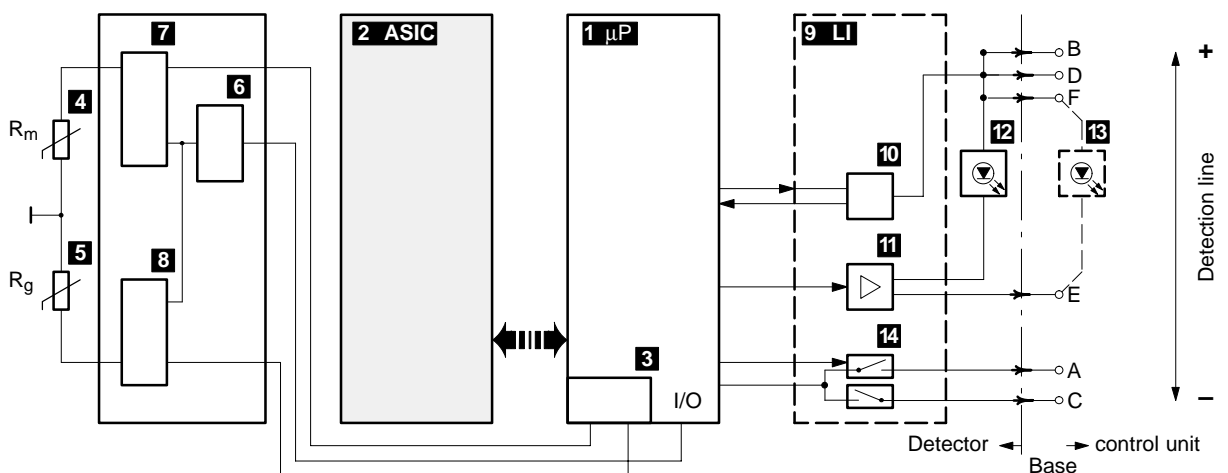 7
2 ASIC
1 μP
9 LI
B
+
4
6
D
F
Rm
12
13
10
Detection line
5
8
11
Rg
E
14
3
A
I/O
C
−
Detector
control unit
Base